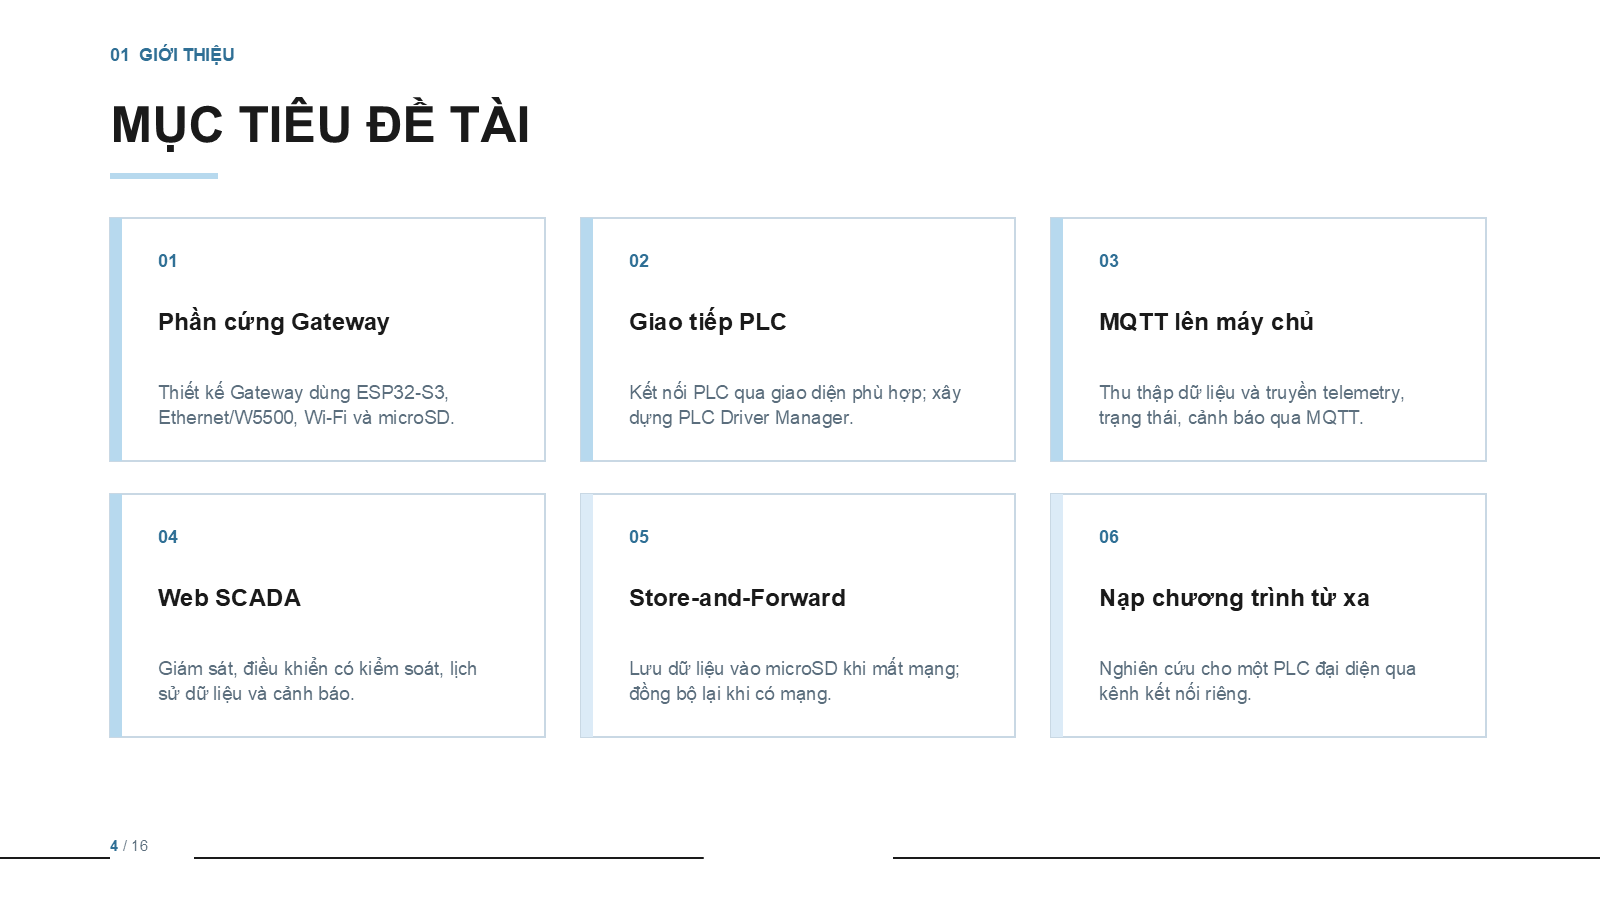 01 GIỚI THIỆU
MỤC TIÊU ĐỀ TÀI
01
Phần cứng Gateway
Thiết kế Gateway dùng ESP32-S3,
Ethernet/W5500, Wi-Fi và microSD.
02
Giao tiếp PLC
Kết nối PLC qua giao diện phù hợp; xây
dựng PLC Driver Manager.
03
MQTT lên máy chủ
Thu thập dữ liệu và truyền telemetry,
trạng thái, cảnh báo qua MQTT.
04
Web SCADA
Giám sát, điều khiển có kiểm soát, lịch
sử dữ liệu và cảnh báo.
05
Store-and-Forward
Lưu dữ liệu vào microSD khi mất mạng;
đồng bộ lại khi có mạng.
06
Nạp chương trình từ xa
Nghiên cứu cho một PLC đại diện qua
kênh kết nối riêng.
4 / 16